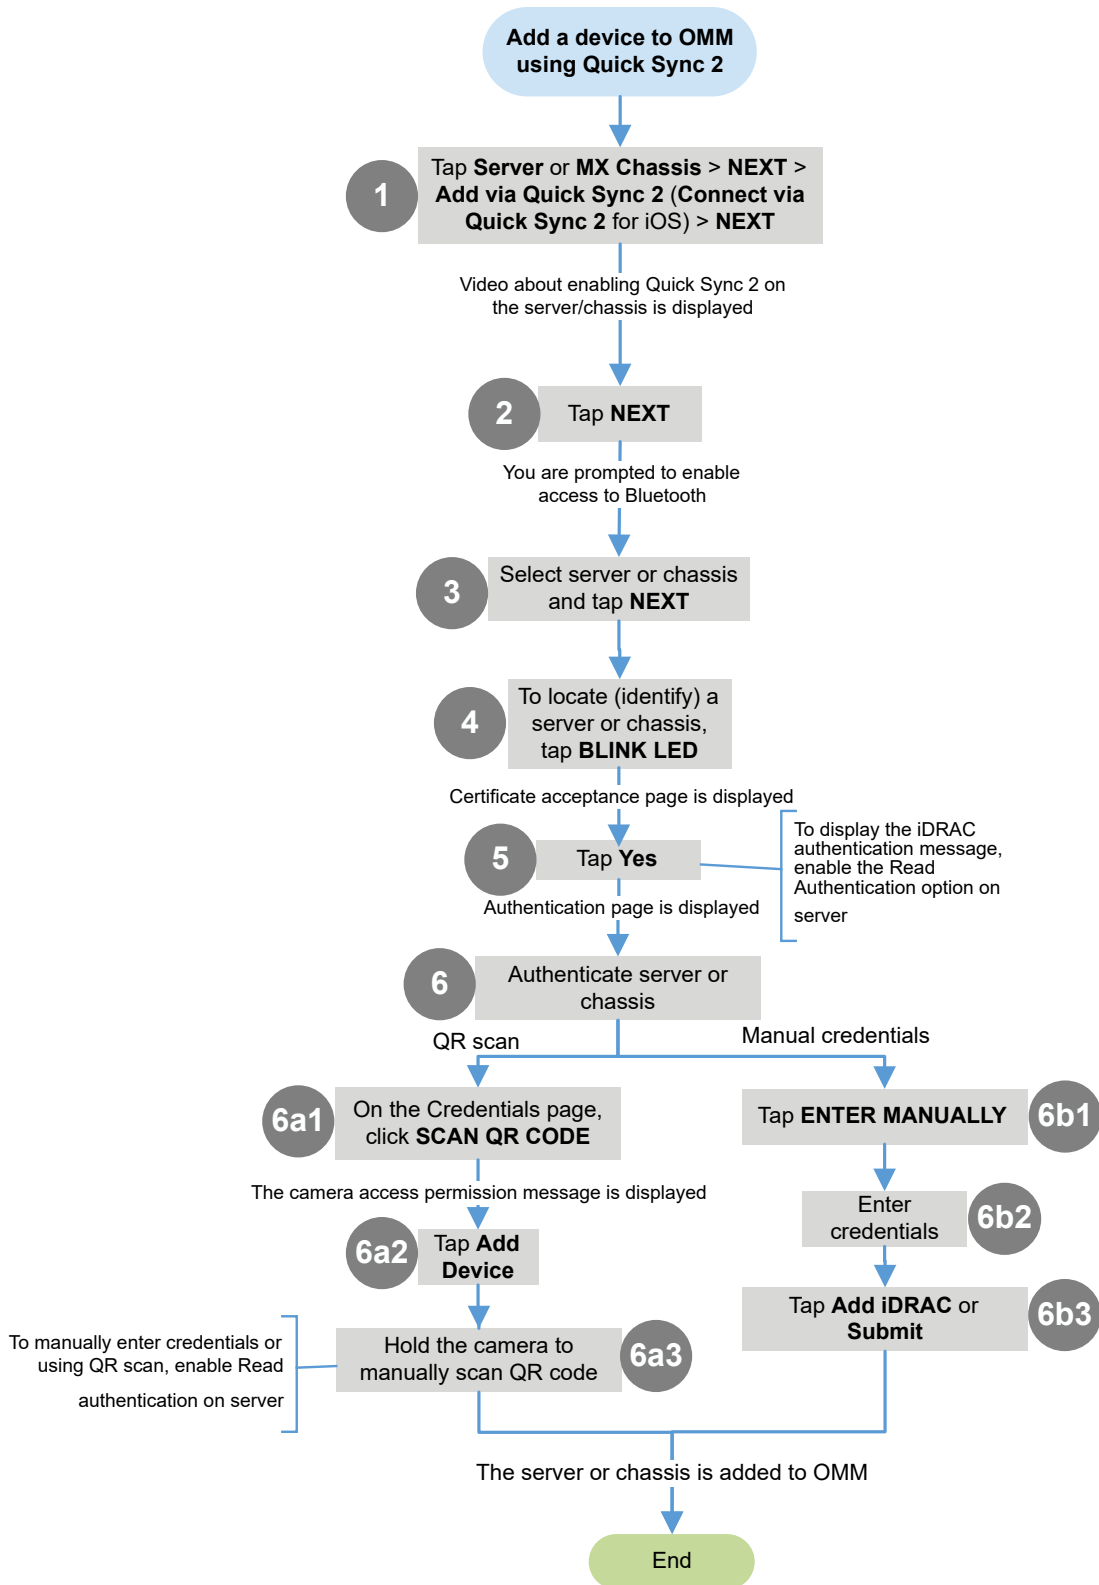 Add a device to OMM
using Quick Sync 2
1
Tap Server or MX Chassis > NEXT >
Add via Quick Sync 2 (Connect via
Quick Sync 2 for iOS) > NEXT
Video about enabling Quick Sync 2 on
the server/chassis is displayed
2
Tap NEXT
You are prompted to enable
access to Bluetooth
3
Select server or chassis
and tap NEXT
4
To locate (identify) a
server or chassis,
tap BLINK LED
Certificate acceptance page is displayed
5
Tap Yes
To display the iDRAC
authentication message,
enable the Read
Authentication option on
server
Authentication page is displayed
6
Authenticate server or
chassis
QR scan
6a1
On the Credentials page,
click SCAN QR CODE
The camera access permission message is displayed
6a2
Tap Add
Device
Hold the camera to
manually scan QR code
6a3
To manually enter credentials or
using QR scan, enable Read
authentication on server
Manual credentials
Tap ENTER MANUALLY
6b1
Enter
credentials
6b2
Tap Add iDRAC or
Submit
6b3
The server or chassis is added to OMM
End